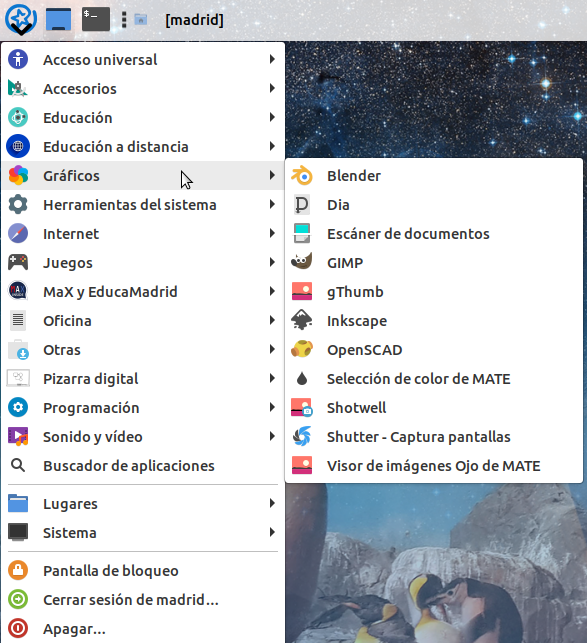 [madrid]
Acceso universal
Accesorios
Educación
Educación a distancia
Gráficos
Herramientas del sistema
Internet
Juegos
MaX y EducaMadrid
Oficina
Otras
Pizarra digital
Programación
Sonido y vídeo
Buscador de aplicaciones
Lugares
Sistema
Pantalla de bloqueo
Cerrar sesión de madrid...
Apagar...
Blender
Dia
Escáner de documentos
GIMP
gThumb
Inkscape
OpenSCAD
Selección de color de MATE
Shotwell
Shutter - Captura pantallas
Visor de imágenes Ojo de MATE